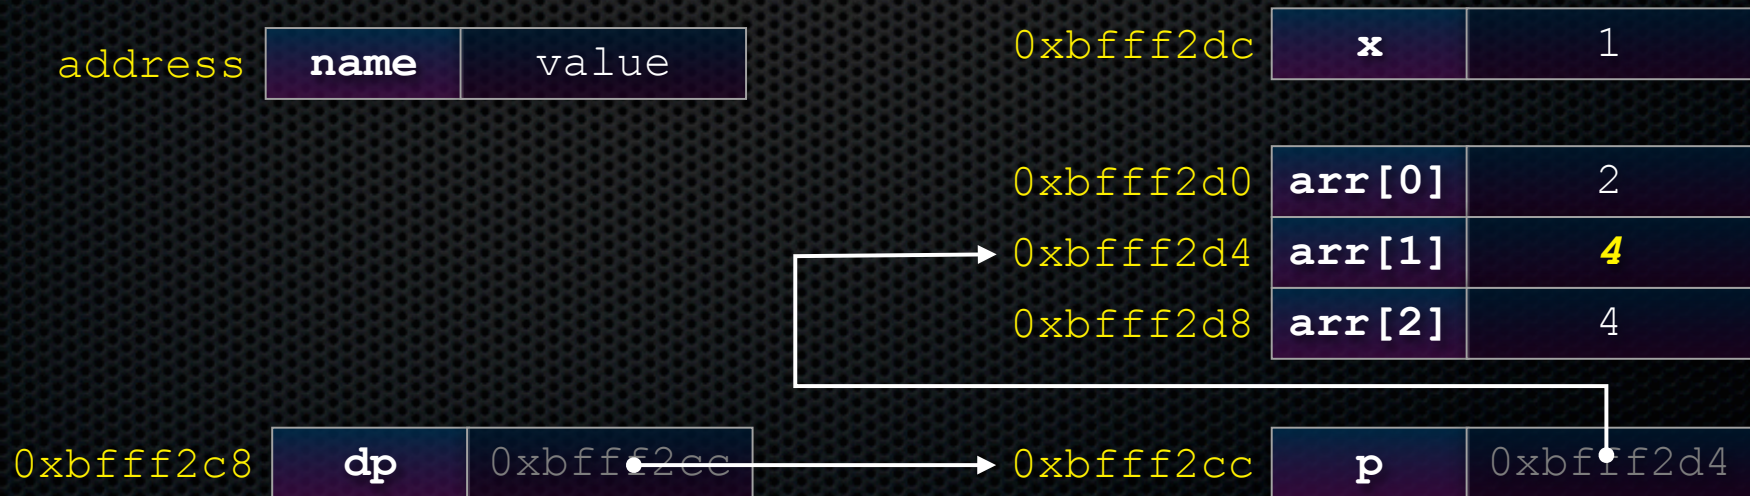 address name value
0xbfff2dc x 1
0xbfff2d0 arr[0] 2
0xbfff2d4 arr[1] 4
0xbfff2d8 arr[2] 4
0xbfff2c8 dp 0xbfff2cc
0xbfff2cc p 0xbfff2d4